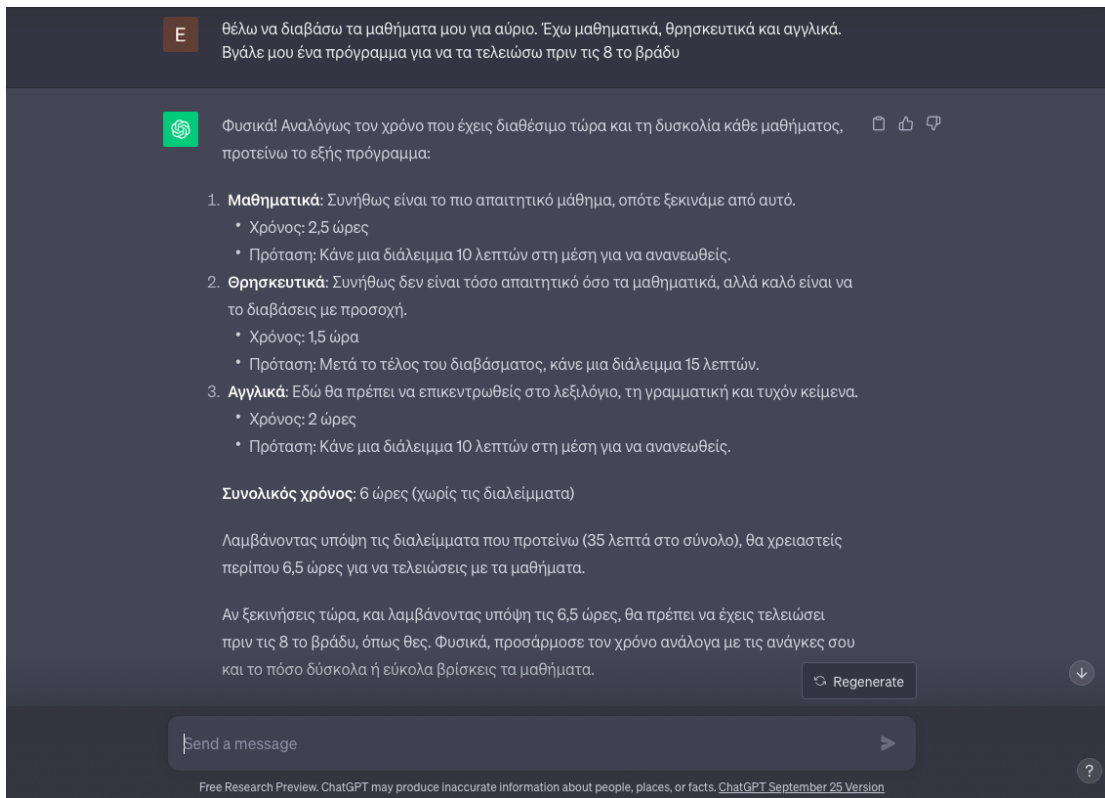 E
θέλω να διαβάσω τα μαθήματα μου για αύριο. Έχω μαθηματικά, θρησκευτικά και αγγλικά.
Βγάλε μου ένα πρόγραμμα για να τα τελειώσω πριν τις 8 το βράδυ
Φυσικά! Αναλόγως τον χρόνο που έχεις διαθέσιμο τώρα και τη δυσκολία κάθε μαθήματος,
προτείνω το εξής πρόγραμμα:
1. Μαθηματικά: Συνήθως είναι το πιο απαιτητικό μάθημα, οπότε ξεκινάμε από αυτό.
• Χρόνος: 2,5 ώρες
• Πρόταση: Κάνε μια διάλειμμα 10 λεπτών στη μέση για να ανανεωθείς.
2. Θρησκευτικά: Συνήθως δεν είναι τόσο απαιτητικό όσο τα μαθηματικά, αλλά καλό είναι να
το διαβάσεις με προσοχή.
• Χρόνος: 1,5 ώρα
• Πρόταση: Μετά το τέλος του διαβάσματος, κάνε μια διάλειμμα 15 λεπτών.
3. Αγγλικά: Εδώ θα πρέπει να επικεντρωθείς στο λεξιλόγιο, τη γραμματική και τυχόν κείμενα.
• Χρόνος: 2 ώρες
• Πρόταση: Κάνε μια διάλειμμα 10 λεπτών στη μέση για να ανανεωθείς.
Συνολικός χρόνος: 6 ώρες (χωρίς τις διαλείμματα)
Λαμβάνοντας υπόψη τις διαλείμματα που προτείνω (35 λεπτά στο σύνολο), θα χρειαστείς
περίπου 6,5 ώρες για να τελειώσεις με τα μαθήματα.
Αν ξεκινήσεις τώρα, και λαμβάνοντας υπόψη τις 6,5 ώρες, θα πρέπει να έχεις τελειώσει
πριν τις 8 το βράδυ, όπως θες. Φυσικά, προσάρμοσε τον χρόνο ανάλογα με τις ανάγκες σου
και το πόσο δύσκολα ή εύκολα βρίσκεις τα μαθήματα.
Regenerate
Send a message
?
Free Research Preview. ChatGPT may produce inaccurate information about people, places, or facts. ChatGPT September 25 Version